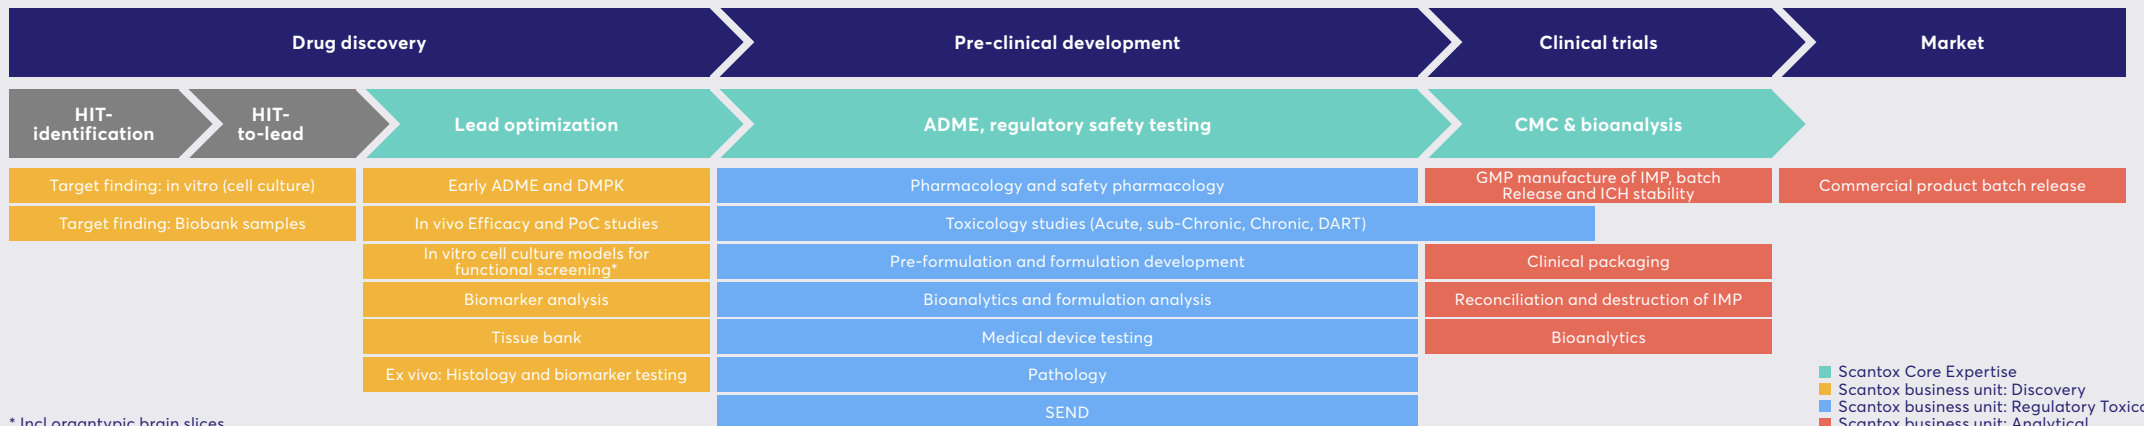 Drug discovery
Pre-clinical development
Clinical trials
Market
HIT-
identification
HIT-
to-lead
Lead optimization
ADME, regulatory safety testing
CMC & bioanalysis
Target finding: in vitro (cell culture)
Early ADME and DMPK
Pharmacology and safety pharmacology
GMP manufacture of IMP, batch
Release and ICH stability
Commercial product batch release
Target finding: Biobank samples
In vivo Efficacy and PoC studies
Toxicology studies (Acute, sub-Chronic, Chronic, DART)
In vitro cell culture models for
functional screening*
Pre-formulation and formulation development
Clinical packaging
Biomarker analysis
Bioanalytics and formulation analysis
Reconciliation and destruction of IMP
Tissue bank
Medical device testing
Bioanalytics
Ex vivo: Histology and biomarker testing
Pathology
SEND
* Incl organtypic brain slices
Scantox Core Expertise
Scantox business unit: Discovery
Scantox business unit: Regulatory
Scantox business unit: Analytical